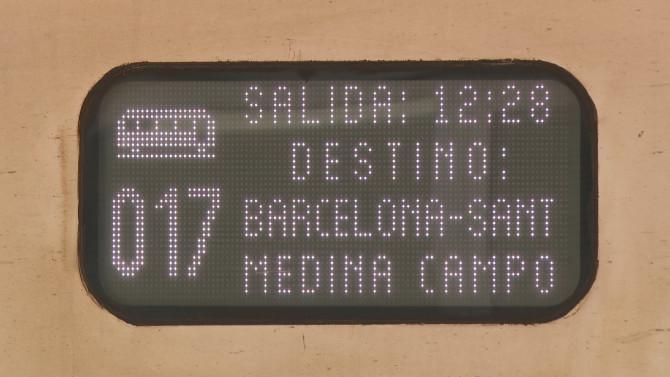 SALIDA: 12:28
DESTINO:
017
BARCELONA-SANT
MEDINA CAMPO